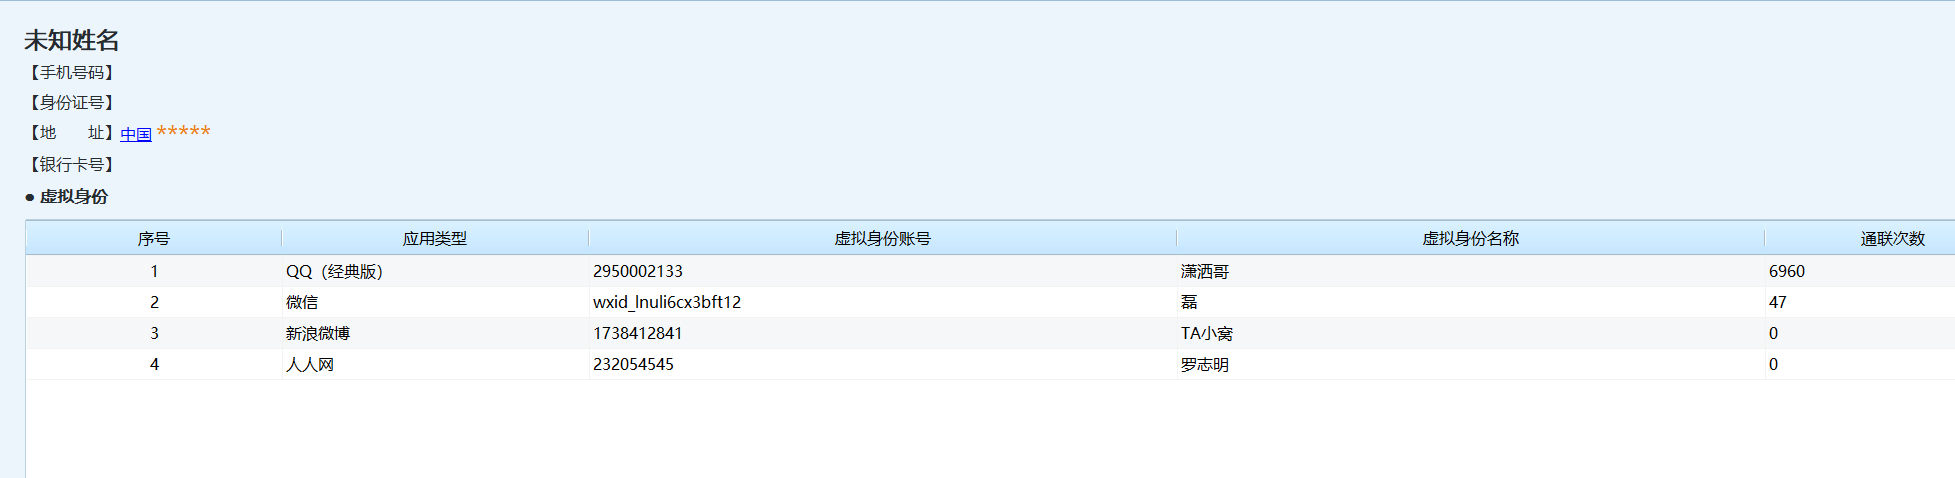 未知姓名
【手机号码】
【身份证号】
【地 址】中国 *****
【银行卡号】
● 虚拟身份
序号 应用类型 虚拟身份账号 虚拟身份名称 通联次数
1 QQ（经典版） 2950002133 潇洒哥 6960
2 微信 wxid_lnuli6cx3bft12 磊 47
3 新浪微博 1738412841 TA小窝 0
4 人人网 232054545 罗志明 0